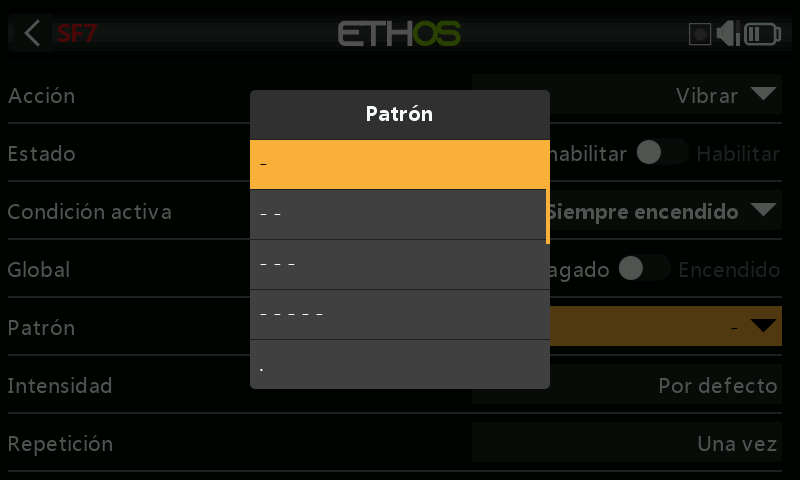 SF7
ETHOS
Acción
Vibrar
Patrón
-
- -
- - -
- - - - -
.
Estado
habilitar Habilitar
Condición activa
Siempre encendido
Global
agado Encendido
Patrón
-
Intensidad
Por defecto
Repetición
Una vez